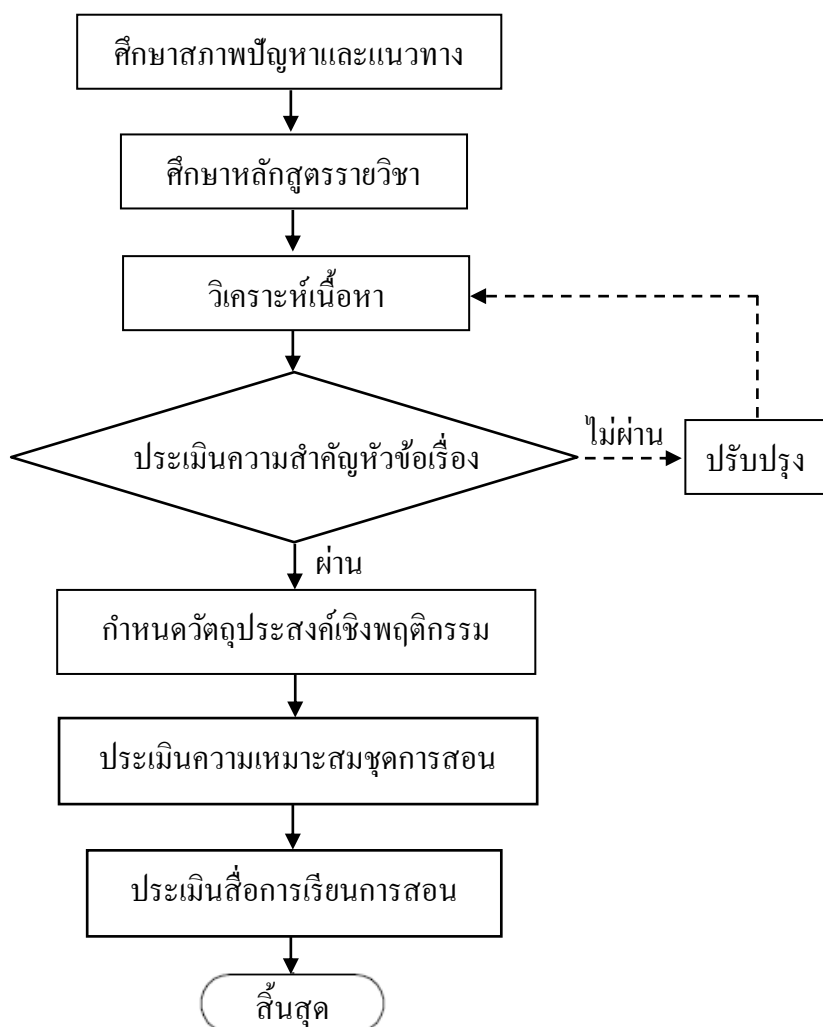 ศึกษาสภาพปัญหาและแนวทาง
ศึกษาหลักสูตรรายวิชา
วิเคราะห์เนื้อหา
ประเมินความสำคัญหัวข้อเรื่อง
ไม่ผ่าน
ปรับปรุง
ผ่าน
กำหนดวัตถุประสงค์เชิงพฤติกรรม
ประเมินความเหมาะสมชุดการสอน
ประเมินสื่อการเรียนการสอน
สิ้นสุด